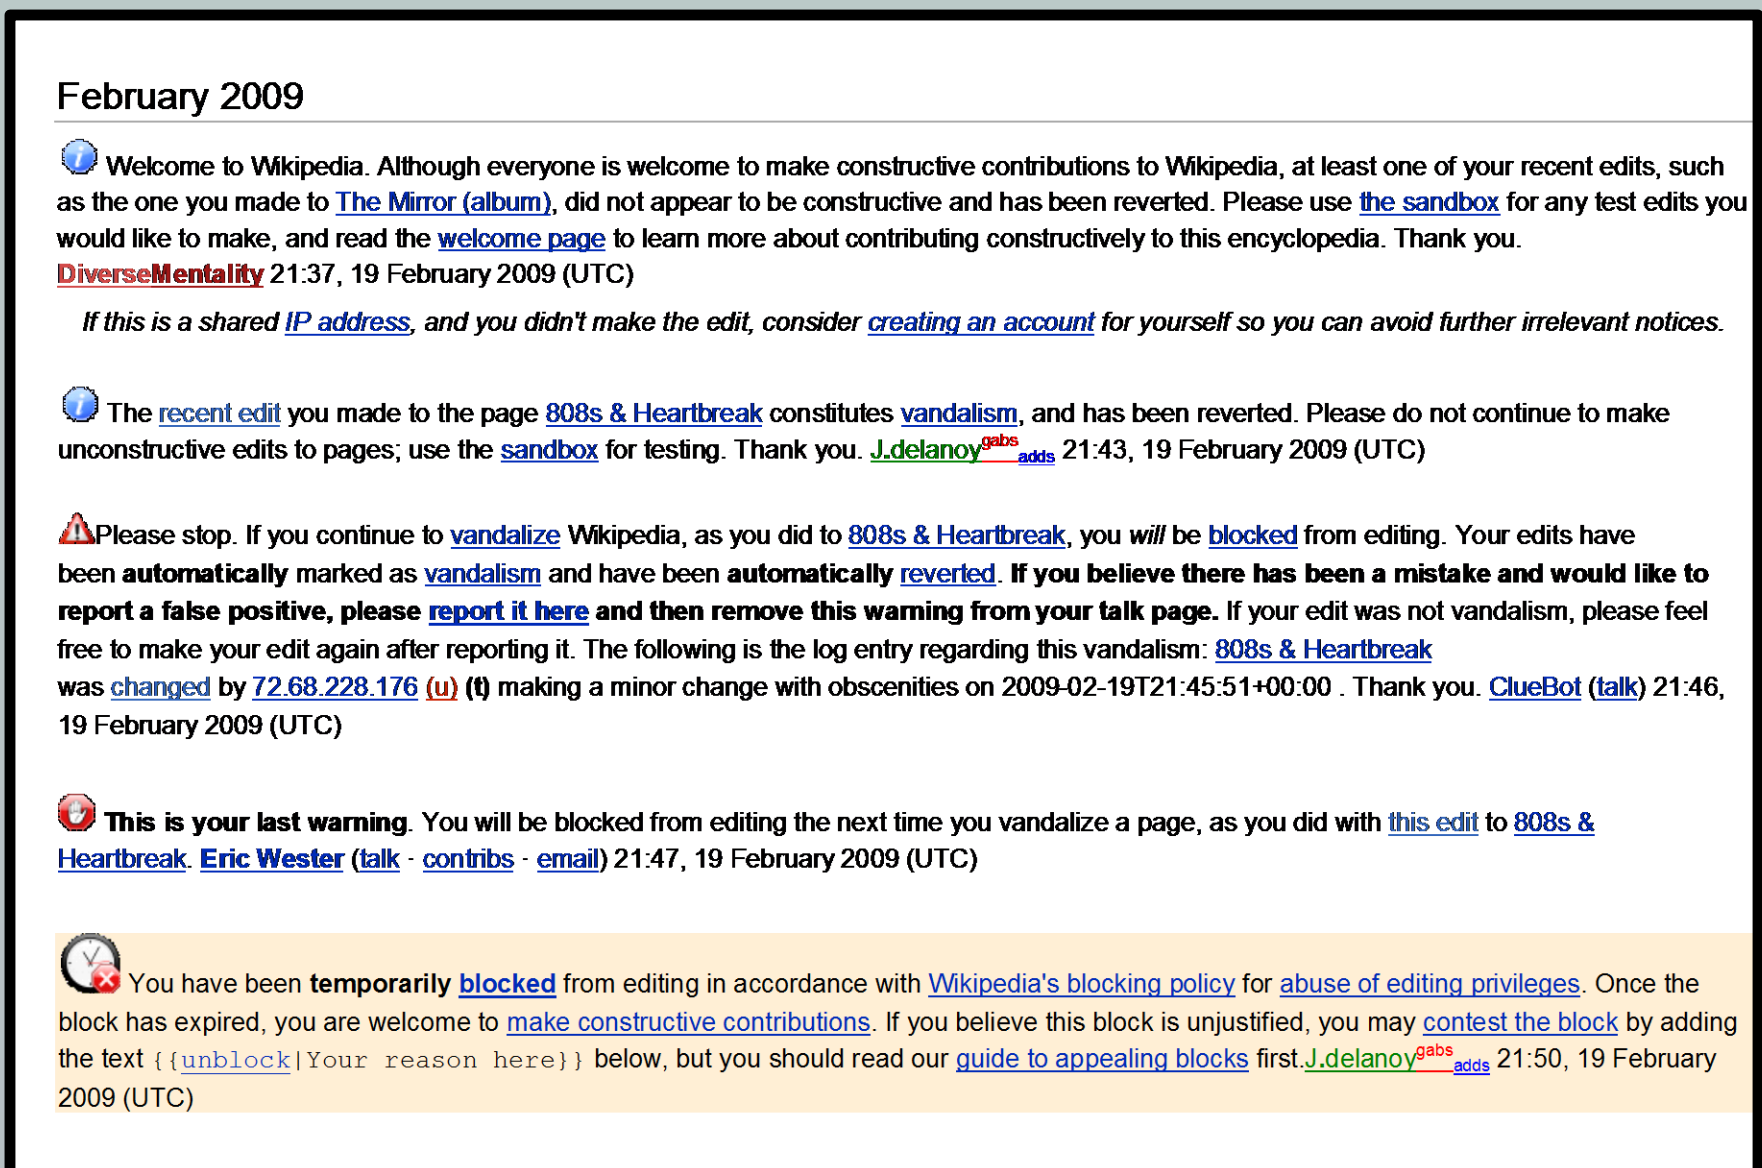 February 2009
Welcome to Wikipedia. Although everyone is welcome to make constructive contributions to Wikipedia, at least one of your recent edits, such
as the one you made to The Mirror (album), did not appear to be constructive and has been reverted. Please use the sandbox for any test edits you
would like to make, and read the welcome page to learn more about contributing constructively to this encyclopedia. Thank you.
DiverseMentality 21:37, 19 February 2009 (UTC)
If this is a shared IP address, and you didn't make the edit, consider creating an account for yourself so you can avoid further irrelevant notices.
The recent edit you made to the page 808s & Heartbreak constitutes vandalism, and has been reverted. Please do not continue to make
unconstructive edits to pages; use the sandbox for testing. Thank you. J.delanoy gabs adds 21:43, 19 February 2009 (UTC)
Please stop. If you continue to vandalize Wikipedia, as you did to 808s & Heartbreak, you will be blocked from editing. Your edits have
been automatically marked as vandalism and have been automatically reverted. If you believe there has been a mistake and would like to
report a false positive, please report it here and then remove this warning from your talk page. If your edit was not vandalism, please feel
free to make your edit again after reporting it. The following is the log entry regarding this vandalism: 808s & Heartbreak
was changed by 72.68.228.176 (u) (t) making a minor change with obscenities on 2009-02-19T21:45:51+00:00 . Thank you. ClueBot (talk) 21:46,
19 February 2009 (UTC)
This is your last warning. You will be blocked from editing the next time you vandalize a page, as you did with this edit to 808s &
Heartbreak. Eric Wester (talk · contribs · email) 21:47, 19 February 2009 (UTC)
You have been temporarily blocked from editing in accordance with Wikipedia's blocking policy for abuse of editing privileges. Once the
block has expired, you are welcome to make constructive contributions. If you believe this block is unjustified, you may contest the block by adding
the text {{unblock|Your reason here}} below, but you should read our guide to appealing blocks first.J.delanoy gabs adds 21:50, 19 February
2009 (UTC)